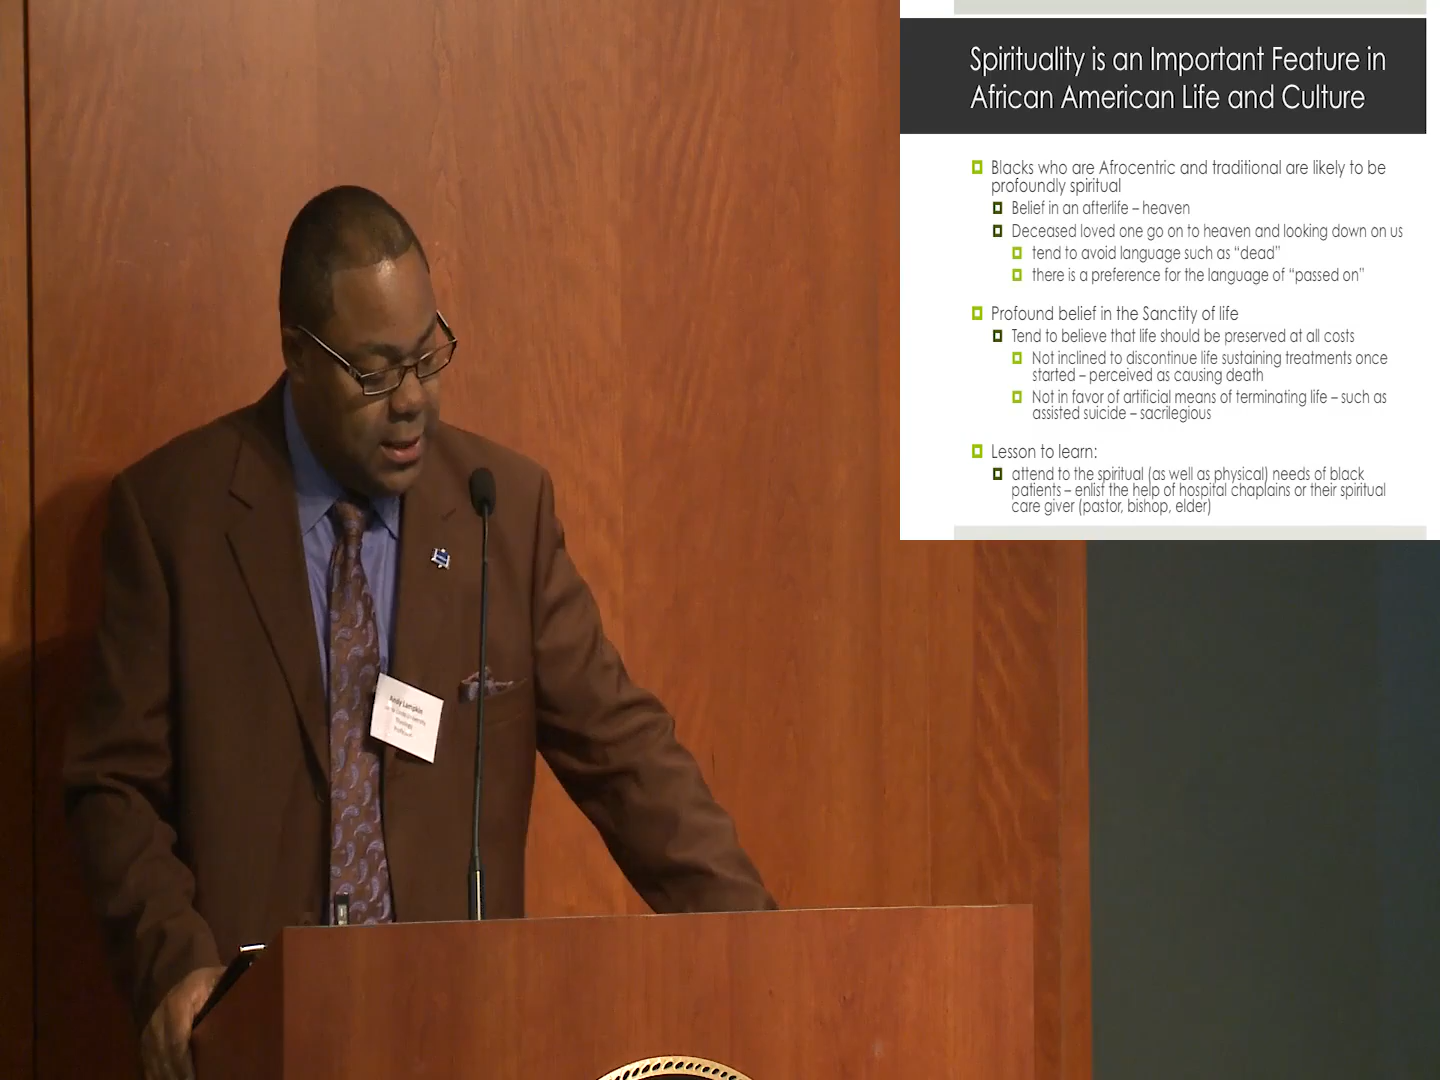 Spirituality is an Important Feature in
African American Life and Culture
Blacks who are Afrocentric and traditional are likely to be
profoundly spiritual
Belief in an afterlife – heaven
Deceased loved one go on to heaven and looking down on us
tend to avoid language such as “dead”
there is a preference for the language of “passed on”
Profound belief in the Sanctity of life
Tend to believe that life should be preserved at all costs
Not inclined to discontinue life sustaining treatments once
started – perceived as causing death
Not in favor of artificial means of terminating life – such as
assisted suicide – sacrilegious
Lesson to learn:
attend to the spiritual (as well as physical) needs of black
patients – enlist the help of hospital chaplains or their spiritual
care giver (pastor, bishop, elder)
Andy Lampkin